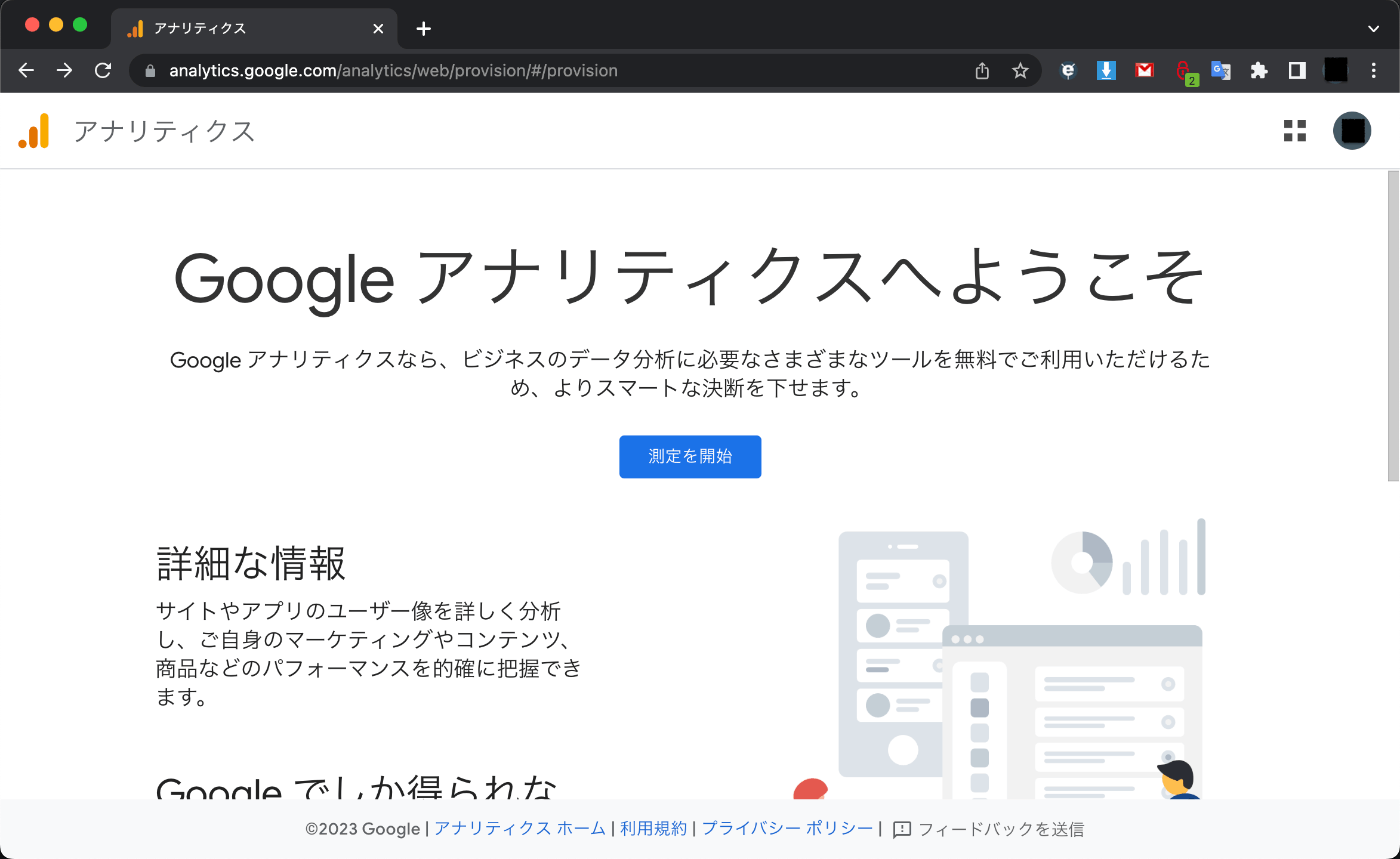 アナリティクス
analytics.google.com/analytics/web/provision/#/provision
2
アナリティクス
Google アナリティクスへようこそ
Google アナリティクスなら、ビジネスのデータ分析に必要なさまざまなツールを無料でご利用いただけるた
め、よりスマートな決断を下せます。
測定を開始
詳細な情報
サイトやアプリのユーザー像を詳しく分析
し、ご自身のマーケティングやコンテンツ、
商品などのパフォーマンスを的確に把握でき
ます。
Google でしか得られな
©2023 Google | アナリティクス ホーム | 利用規約 | プライバシー ポリシー | フィードバックを送信